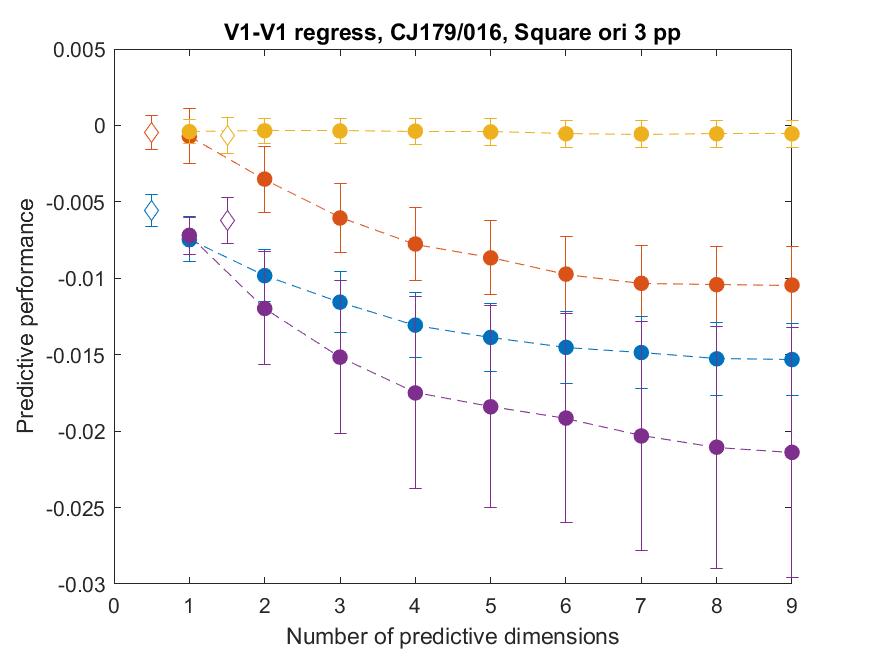 V1-V1 regress, CJ179/016, Square ori 3 pp
0.005
0
-0.005
-0.01
-0.015
-0.02
-0.025
-0.03
Predictive performance
0 1 2 3 4 5 6 7 8 9
Number of predictive dimensions